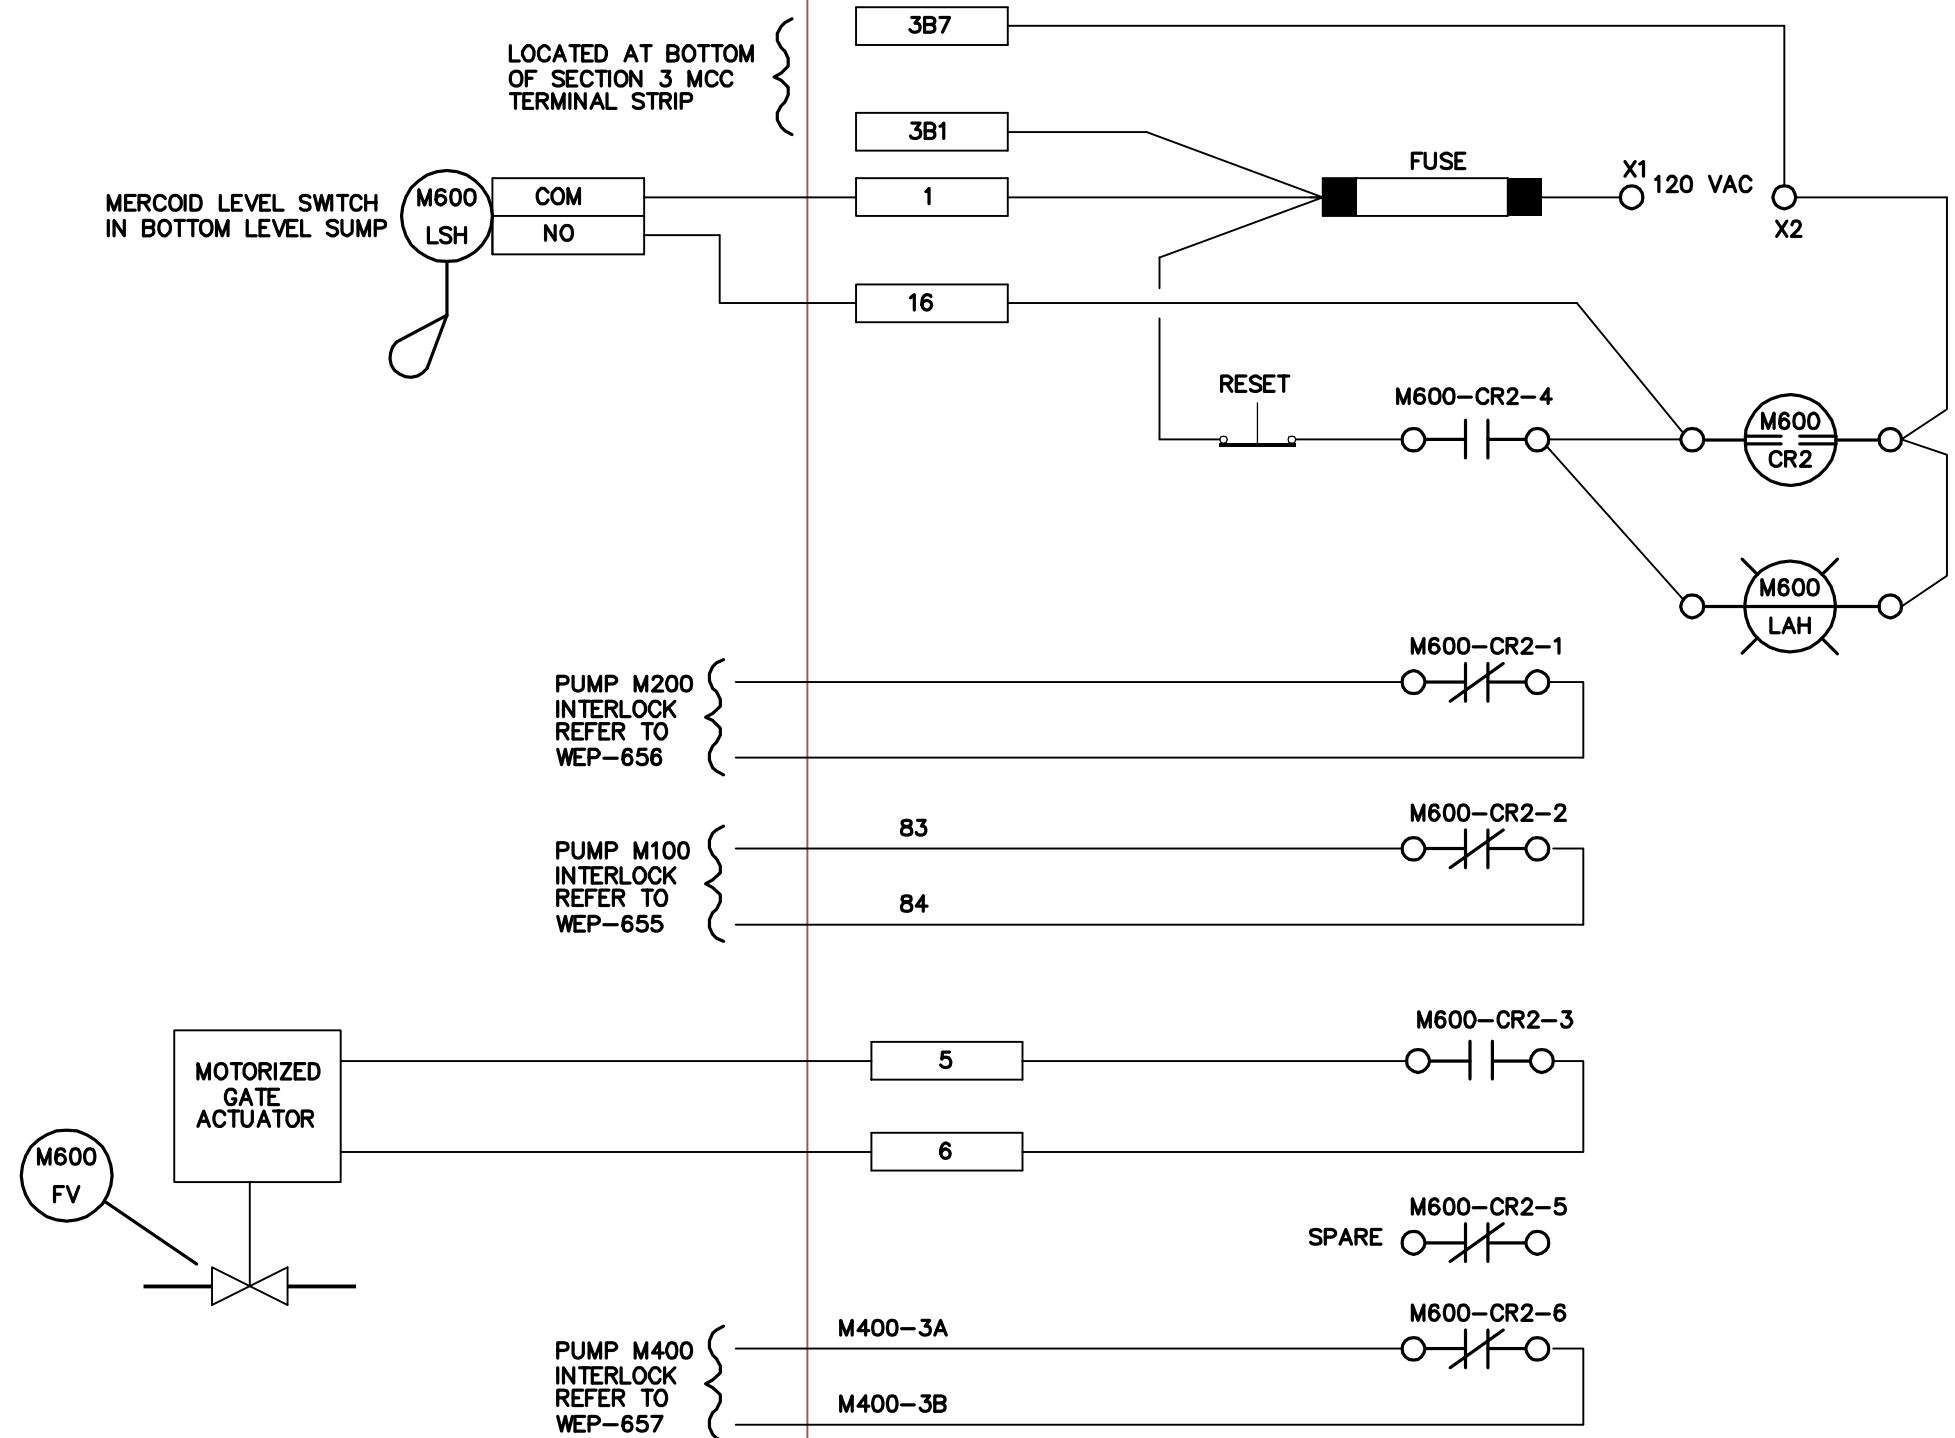 3B7
LOCATED AT BOTTOM
OF SECTION 3 MCC
TERMINAL STRIP
3B1
FUSE
X1
120 VAC
X2
MERCOID LEVEL SWITCH
IN BOTTOM LEVEL SUMP
M600
LSH
COM
NO
1
16
RESET
M600-CR2-4
M600
CR2
M600
LAH
M600-CR2-1
PUMP M200
INTERLOCK
REFER TO
WEP-656
M600-CR2-2
83
PUMP M100
INTERLOCK
REFER TO
WEP-655
84
M600-CR2-3
MOTORIZED
GATE
ACTUATOR
5
6
M600
FV
M600-CR2-5
SPARE
M600-CR2-6
M400-3A
PUMP M400
INTERLOCK
REFER TO
WEP-657
M400-3B